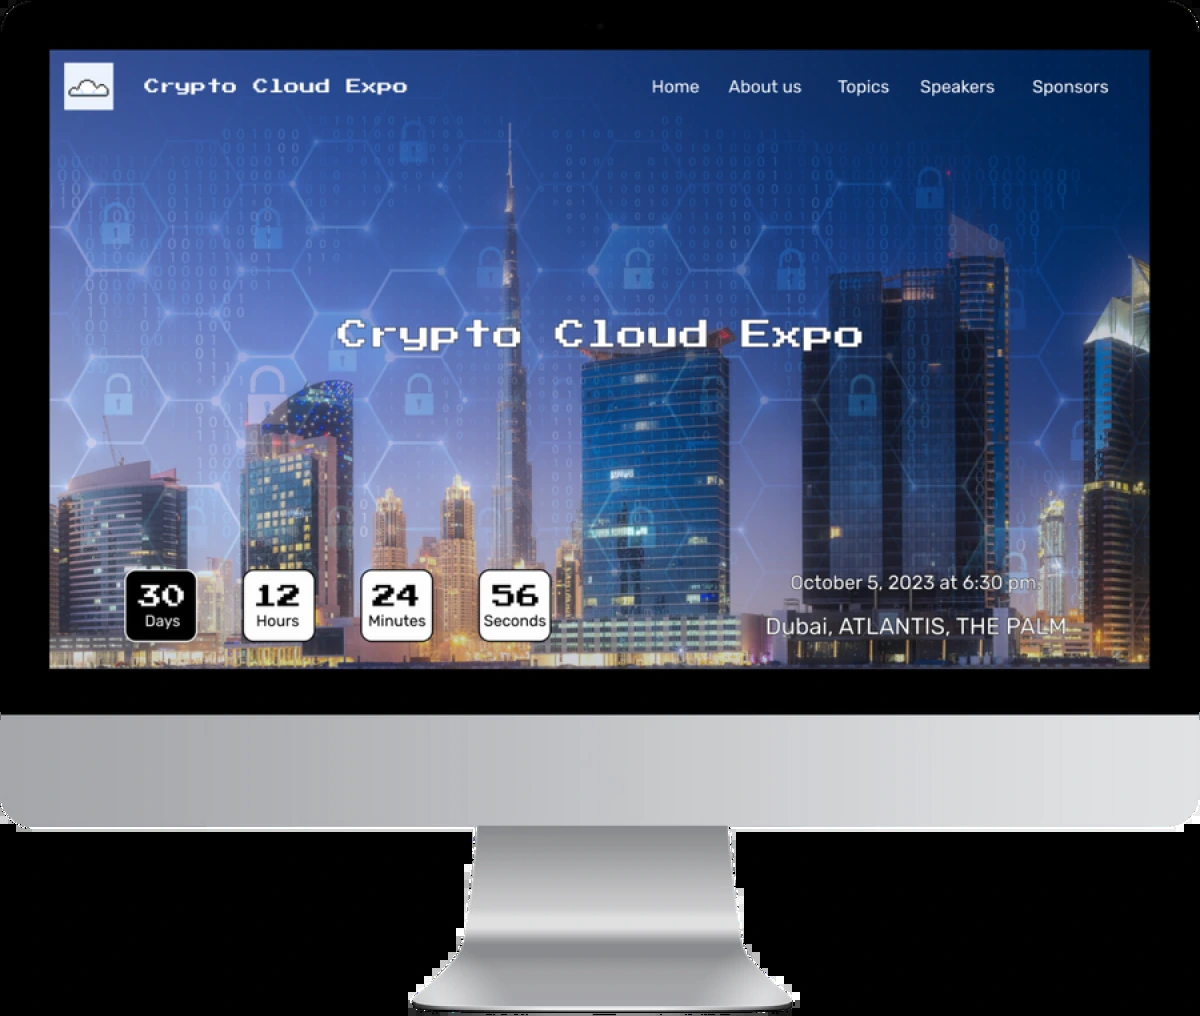 Crypto Cloud Expo
Home About us Topics Speakers Sponsors
Crypto Cloud Expo
30 12 24 56
Days Hours Minutes Seconds
October 5, 2023 at 6:30 pm.
Dubai, ATLANTIS, THE PALM